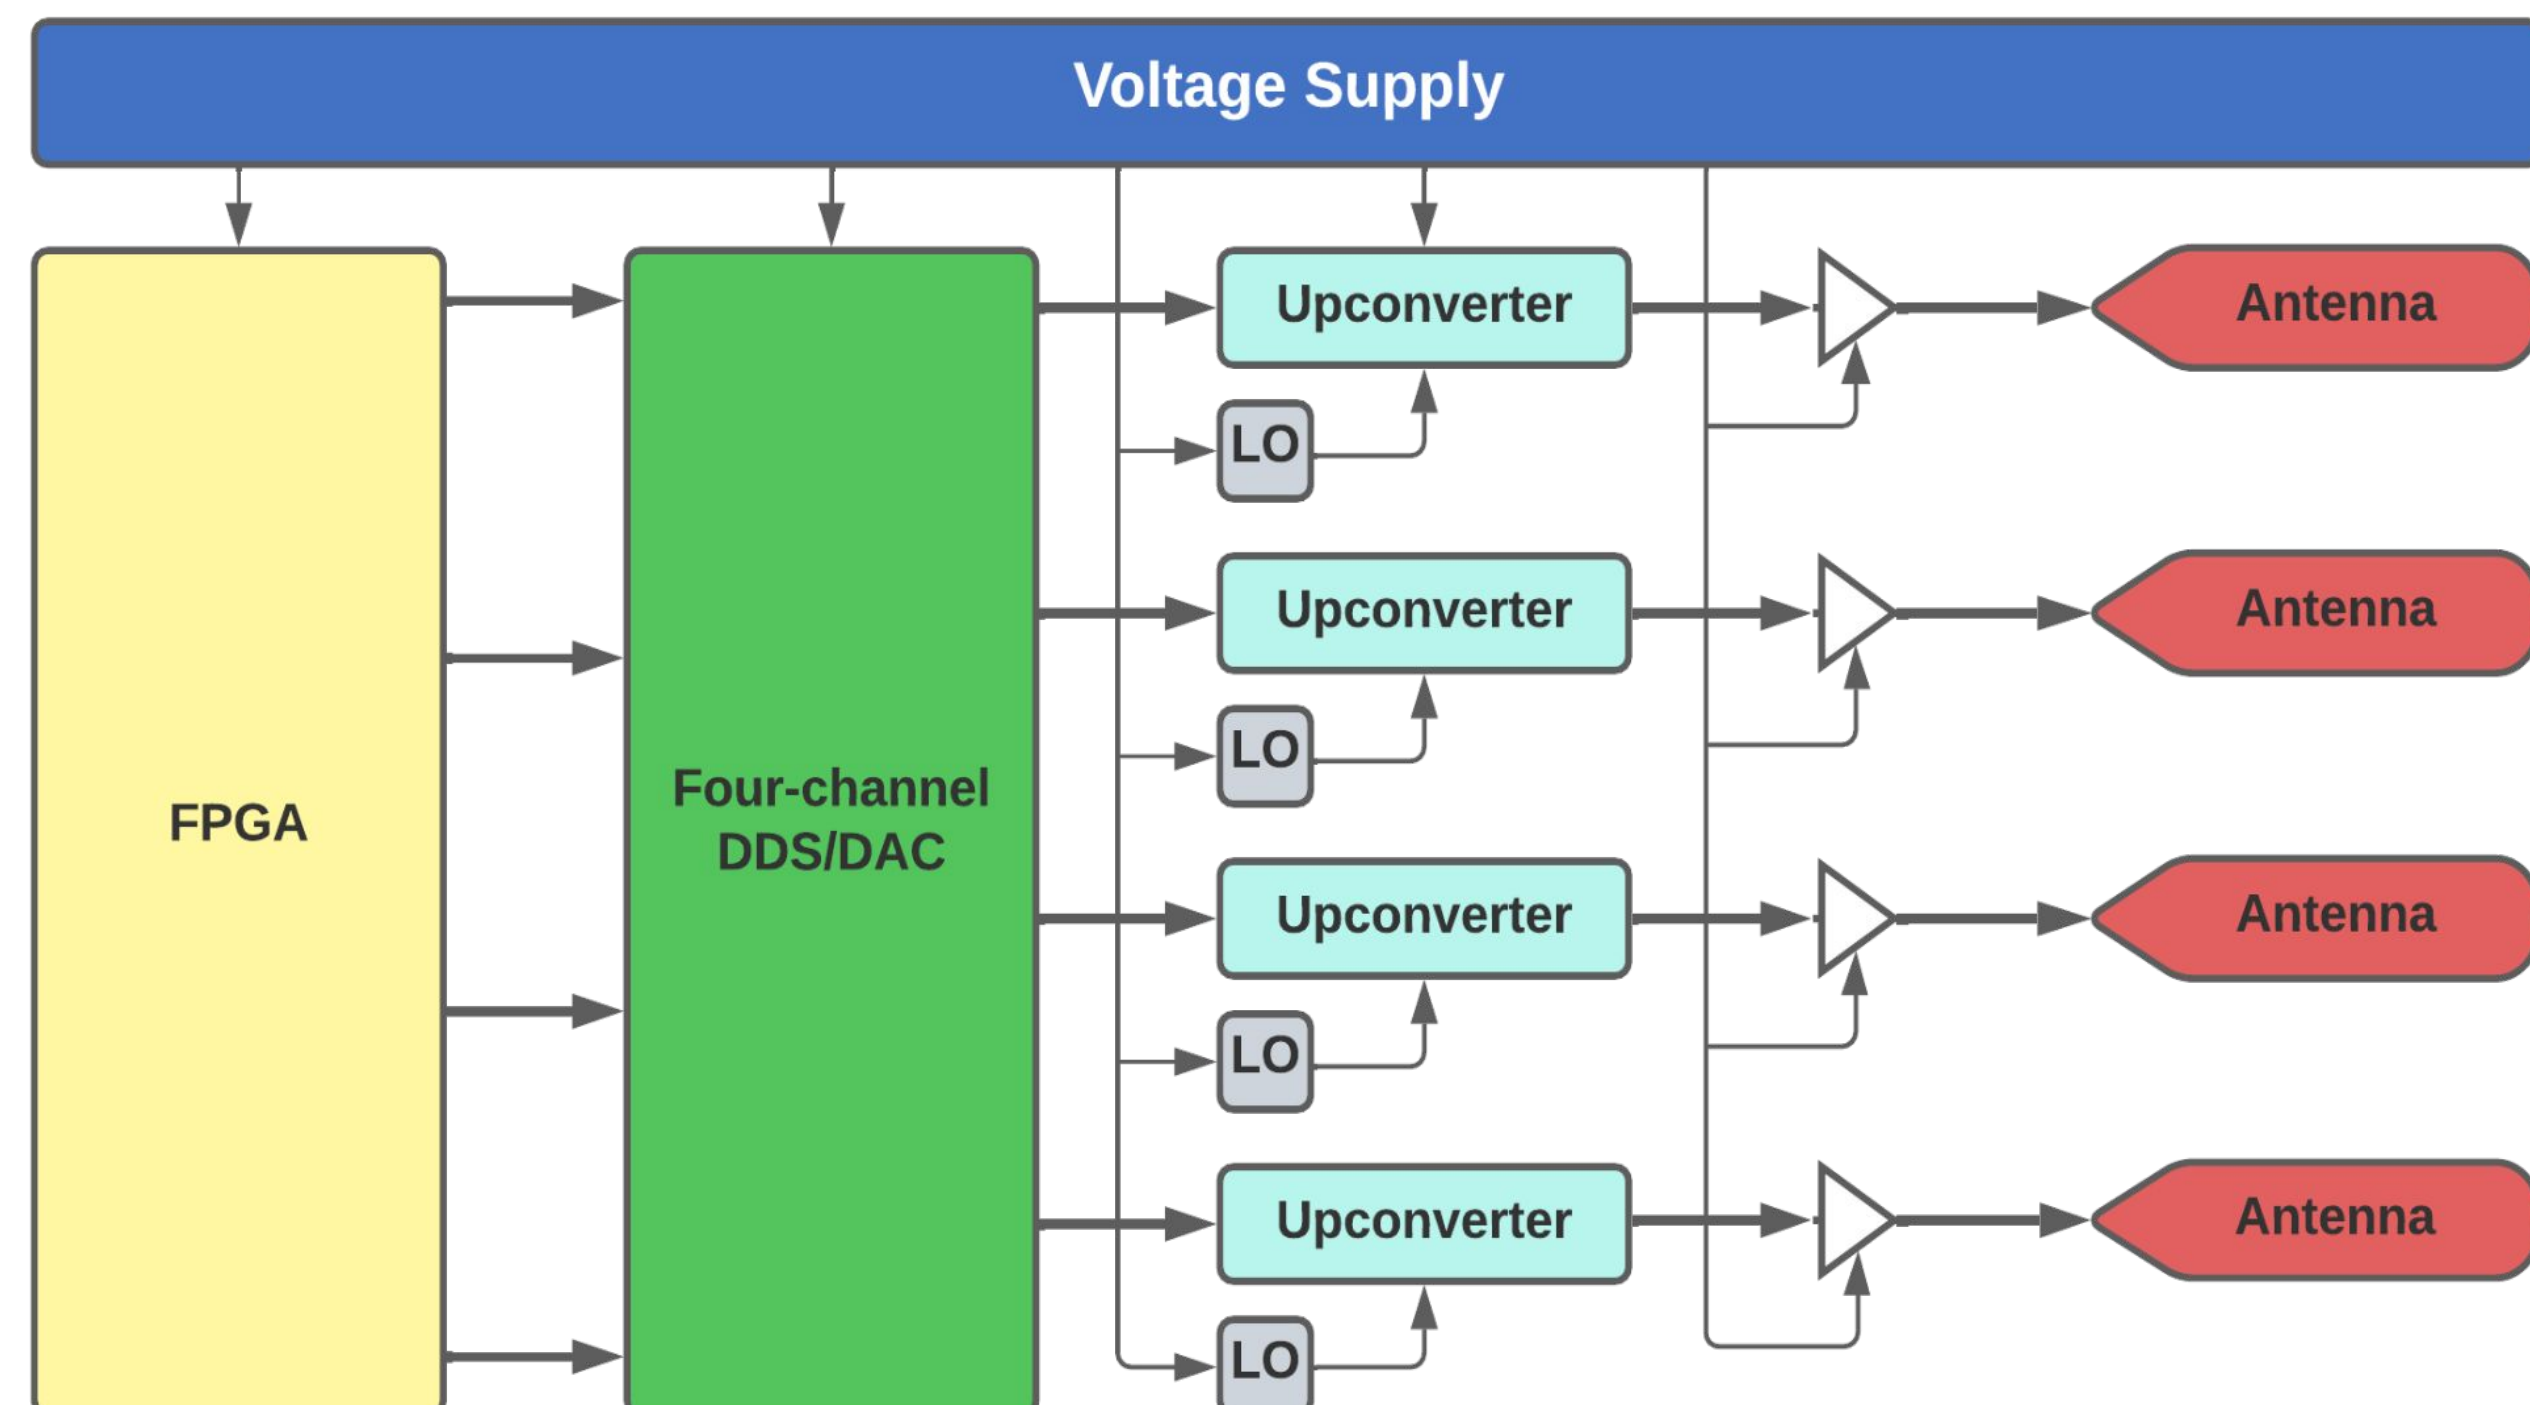 Voltage Supply
FPGA
Four-channel
DDS/DAC
Upconverter
Antenna
LO
Upconverter
Antenna
LO
Upconverter
Antenna
LO
Upconverter
Antenna
LO